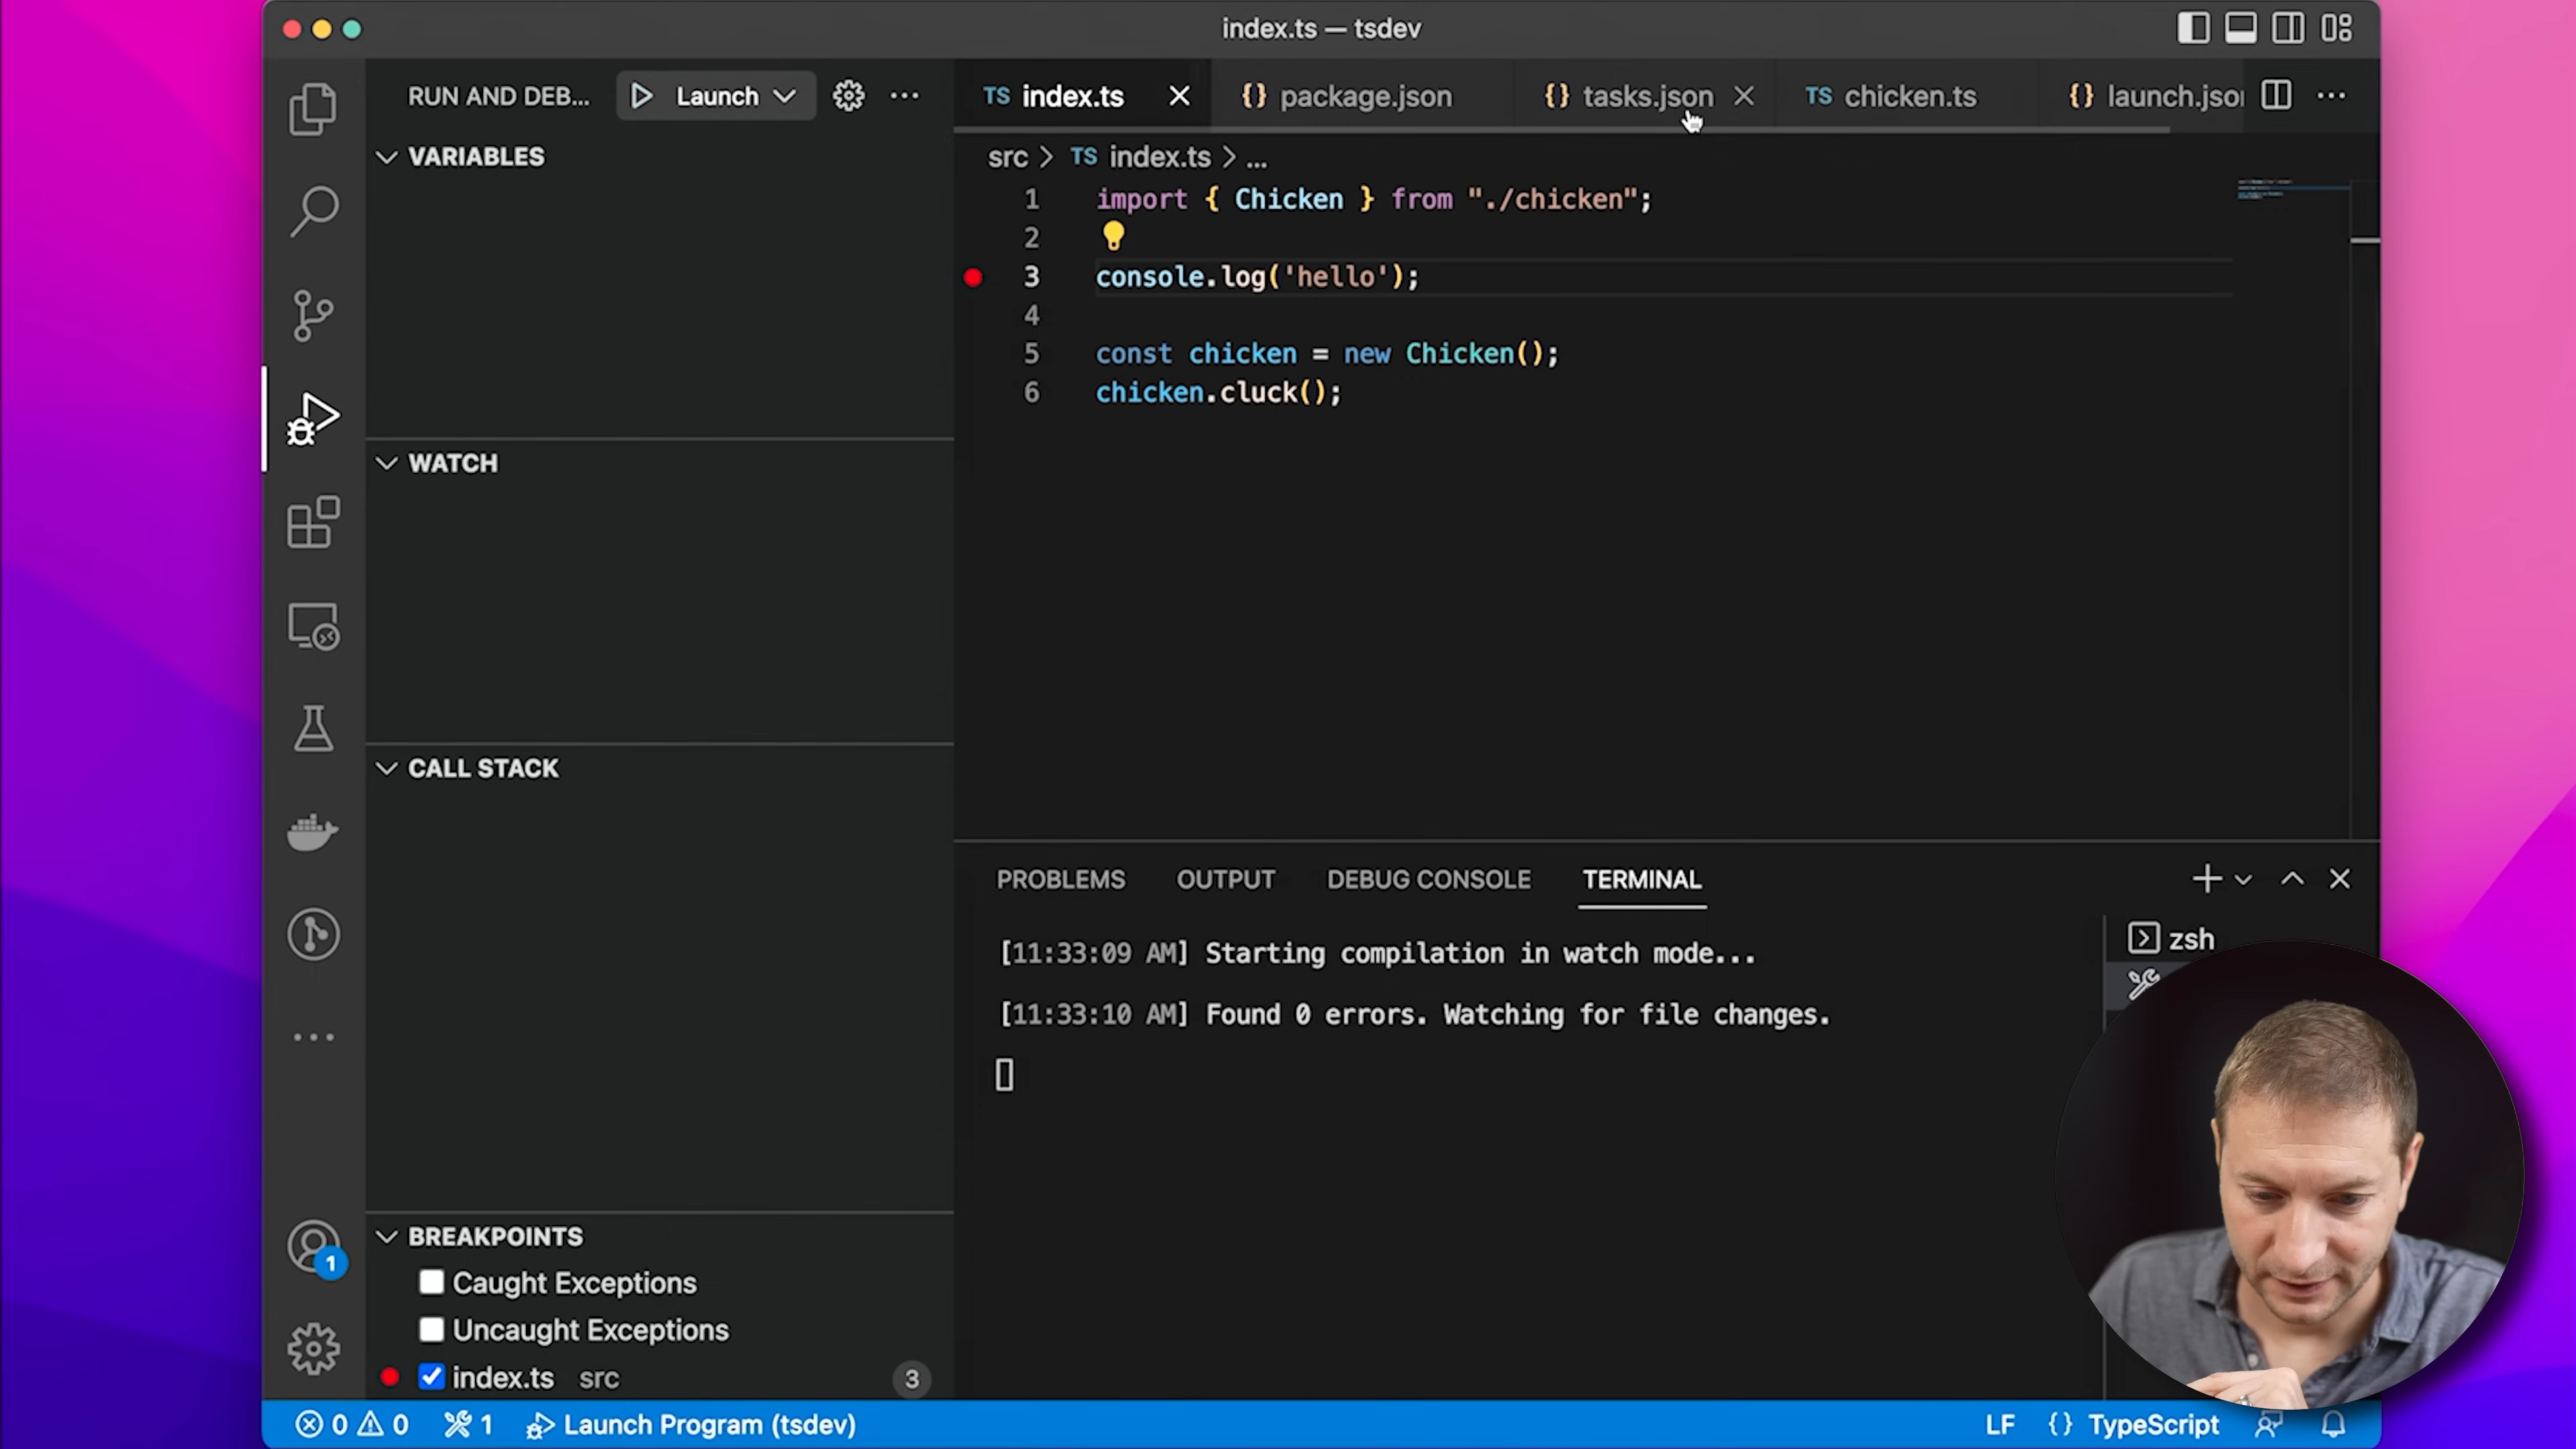 index.ts — tsdev
RUN AND DEB... Launch
TS index.ts package.json tasks.json TS chicken.ts launch.json
VARIABLES
src > TS index.ts > ...
1 import { Chicken } from "./chicken";
2
3 console.log('hello');
4
5 const chicken = new Chicken();
6 chicken.cluck();
WATCH
CALL STACK
PROBLEMS OUTPUT DEBUG CONSOLE TERMINAL
[11:33:09 AM] Starting compilation in watch mode...
[11:33:10 AM] Found 0 errors. Watching for file changes.
zsh
1
BREAKPOINTS
Caught Exceptions
Uncaught Exceptions
index.ts src 3
0 0 1 Launch Program (tsdev) LF {} TypeScript